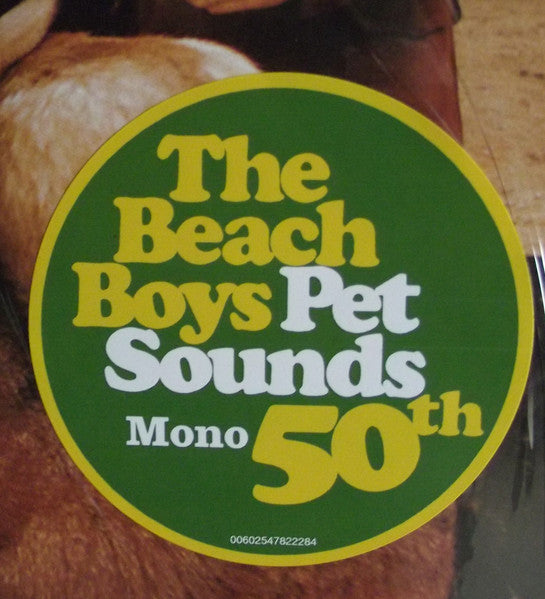 The
Beach
Boys Pet
Sounds
Mono 50th
00602547822284